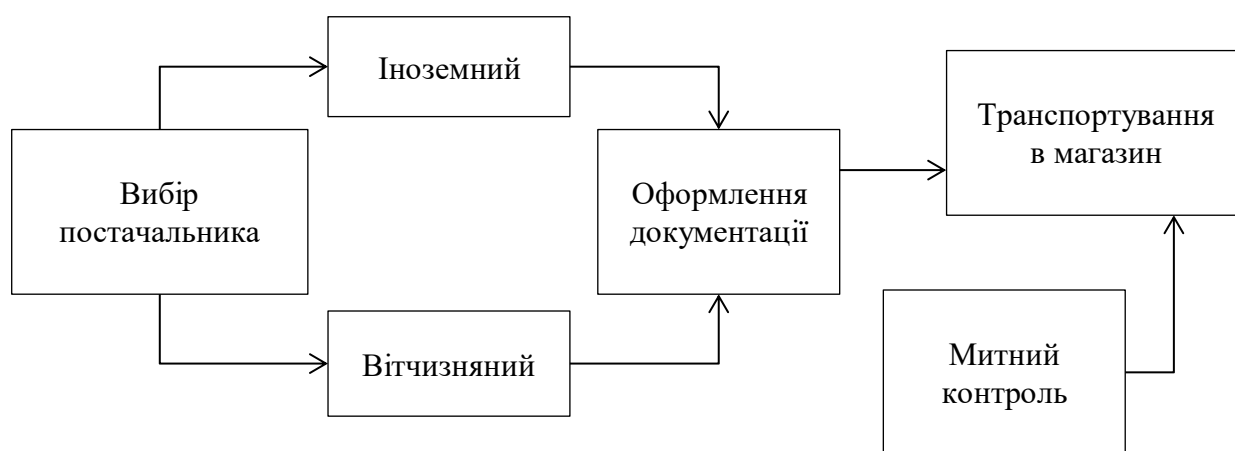 Іноземний
Транспортування
в магазин
Вибір
постачальника
Оформлення
документації
Вітчизняний
Митний
контроль